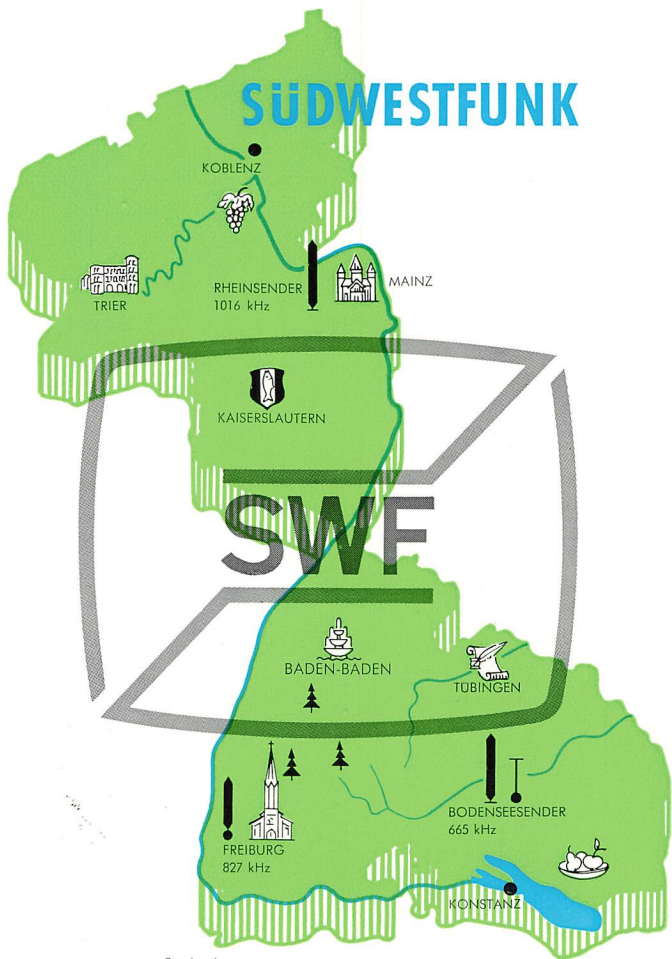 SÜDWESTFUNK
KOBLENZ
RHEINSENDER
1016 kHz
MAINZ
TRIER
KAISERSLAUTERN
SWF
BADEN-BADEN
TÜBINGEN
BODENSEESENDER
665 kHz
FREIBURG
827 kHz
KONSTANZ